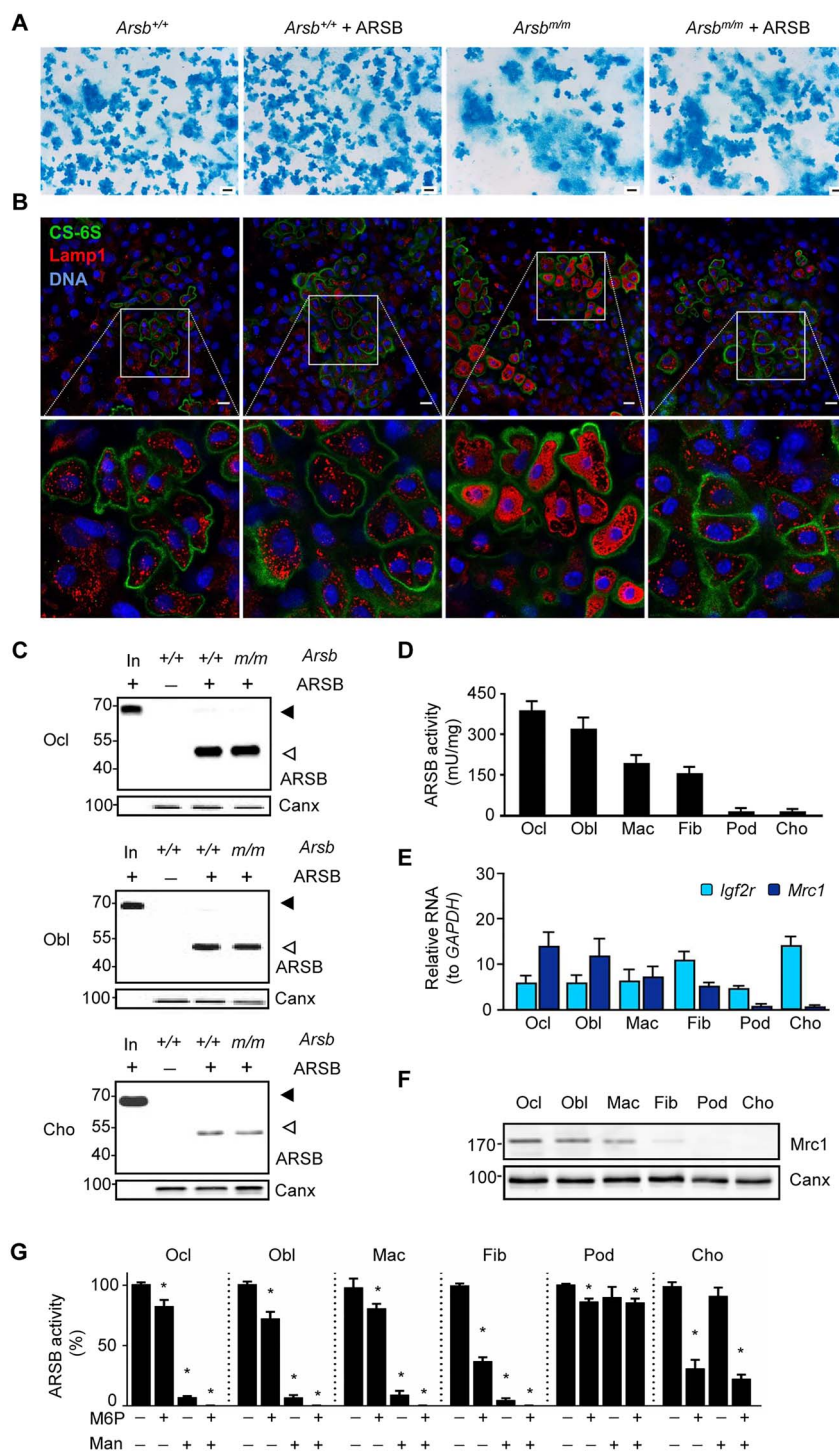 A
Arsb+/+ Arsb+/+ + ARSB Arsbm/m Arsbm/m + ARSB
B
CS-6S
Lamp1
DNA
C
In +/+ +/+ m/m Arsb
+ – + + ARSB
70
55
40
Ocl
ARSB
100 Canx
In +/+ +/+ m/m Arsb
+ – + + ARSB
70
55
40
Obl
ARSB
100 Canx
In +/+ +/+ m/m Arsb
+ – + + ARSB
70
55
40
Cho
ARSB
100 Canx
D
ARSB activity
(mU/mg)
450
300
150
0
Ocl Obl Mac Fib Pod Cho
E
Relative RNA
(to GAPDH)
30
20
10
0
Igf2r Mrc1
Ocl Obl Mac Fib Pod Cho
F
Ocl Obl Mac Fib Pod Cho
170 Mrc1
100 Canx
G
Ocl Obl Mac Fib Pod Cho
ARSB activity
(%)
100
50
0
* * * * * * * * * * * * * * * *
M6P – + – + – + – + – + – + – + – + – + – + – + – +
Man – – + + – – + + – – + + – – + + – – + + – – + +